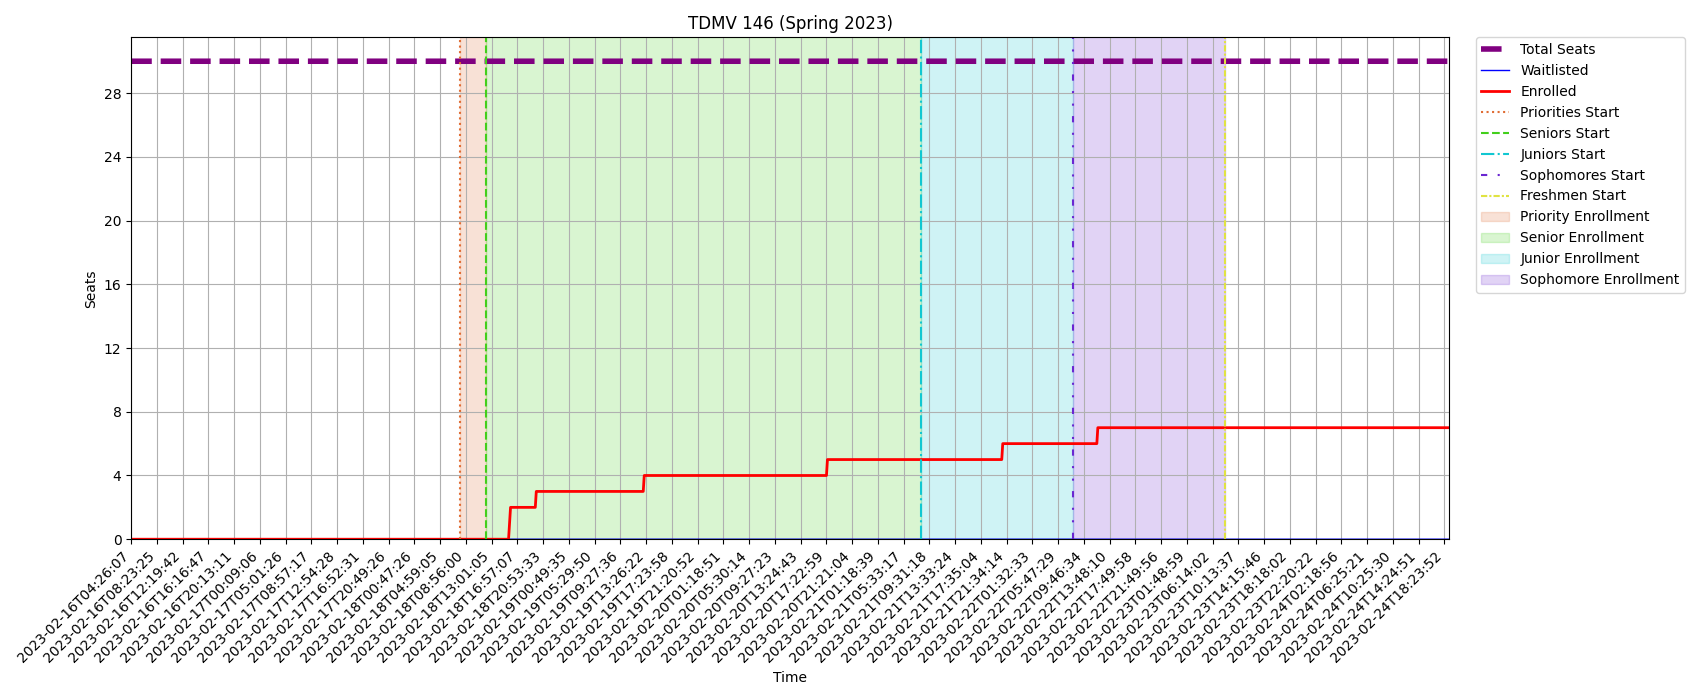 TDMV 146 (Spring 2023)
Total Seats
Waitlisted
Enrolled
Priorities Start
Seniors Start
Juniors Start
Sophomores Start
Freshmen Start
Priority Enrollment
Senior Enrollment
Junior Enrollment
Sophomore Enrollment
Seats
28
24
20
16
12
8
4
0
2023-02-16T04:26:07
2023-02-16T08:23:25
2023-02-16T12:19:42
2023-02-16T16:16:47
2023-02-16T20:13:11
2023-02-17T00:09:06
2023-02-17T05:01:26
2023-02-17T08:57:17
2023-02-17T12:54:28
2023-02-17T16:52:31
2023-02-17T20:49:26
2023-02-18T00:47:26
2023-02-18T04:59:05
2023-02-18T08:56:00
2023-02-18T13:01:05
2023-02-18T16:57:07
2023-02-18T20:53:33
2023-02-19T00:49:35
2023-02-19T05:29:50
2023-02-19T09:27:36
2023-02-19T13:26:22
2023-02-19T17:23:58
2023-02-19T21:20:52
2023-02-20T01:18:51
2023-02-20T05:30:14
2023-02-20T09:27:23
2023-02-20T13:24:43
2023-02-20T17:22:59
2023-02-20T21:21:04
2023-02-21T01:18:39
2023-02-21T05:33:17
2023-02-21T09:31:18
2023-02-21T13:33:24
2023-02-21T17:35:04
2023-02-21T21:34:14
2023-02-22T01:32:33
2023-02-22T05:47:29
2023-02-22T09:46:34
2023-02-22T13:48:10
2023-02-22T17:49:58
2023-02-22T21:49:56
2023-02-23T01:48:59
2023-02-23T06:14:02
2023-02-23T10:13:37
2023-02-23T14:15:46
2023-02-23T18:18:02
2023-02-23T22:20:22
2023-02-24T02:18:56
2023-02-24T06:25:21
2023-02-24T10:25:30
2023-02-24T14:24:51
2023-02-24T18:23:52
Time